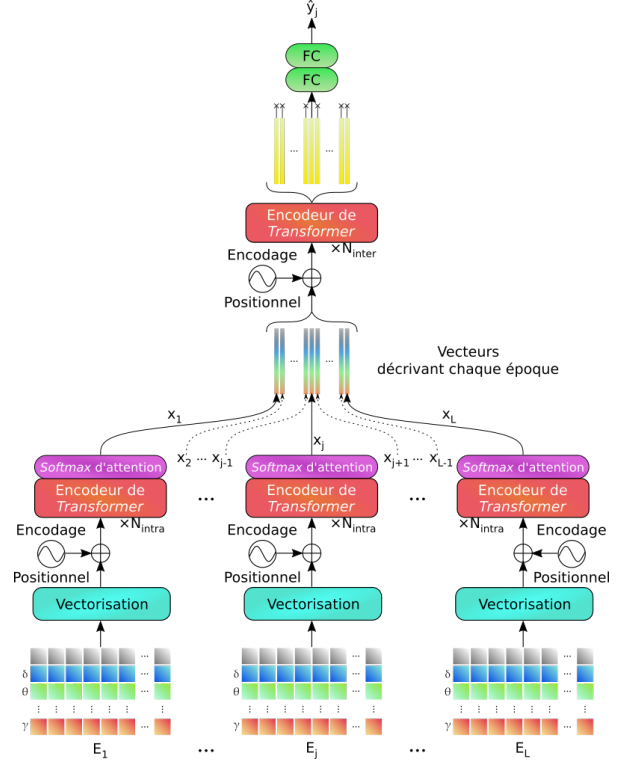 ŷj
FC
FC
××
...
×××
...
××
Encodeur de
Transformer
×Ninter
Encodage
Positionnel
... ...
Vecteurs
décrivant chaque époque
x1
x2 ... xj-1
xj
xj+1 ... xL-1
xL
Softmax d'attention
Softmax d'attention
Softmax d'attention
Encodeur de
Transformer
...
Encodeur de
Transformer
...
Encodeur de
Transformer
×Nintra
×Nintra
×Nintra
Encodage
Positionnel
Encodage
Positionnel
Encodage
Positionnel
Vectorisation
Vectorisation
Vectorisation
... ... ...
δ ... δ ... δ ...
θ ... θ ... θ ...
γ ... γ ... γ ...
E1 ... Ej ... EL